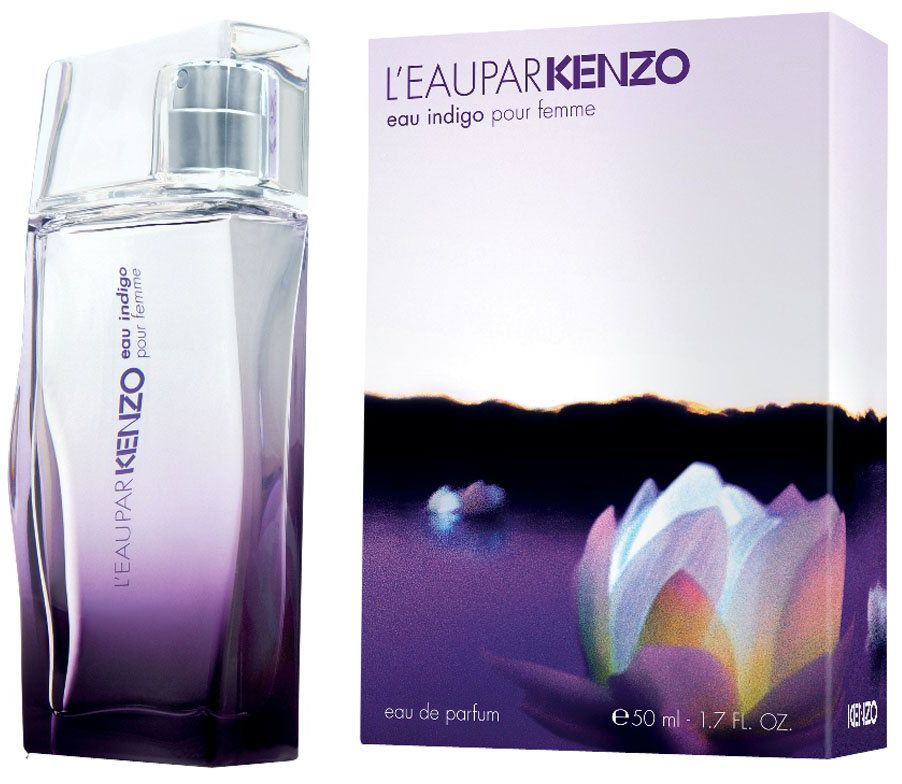 L'EAUPARKENZO
eau indigo
pour femme
L'EAUPARKENZO
eau indigo pour femme
eau de parfum
℮50 ml - 1.7 FL. OZ.
KENZO